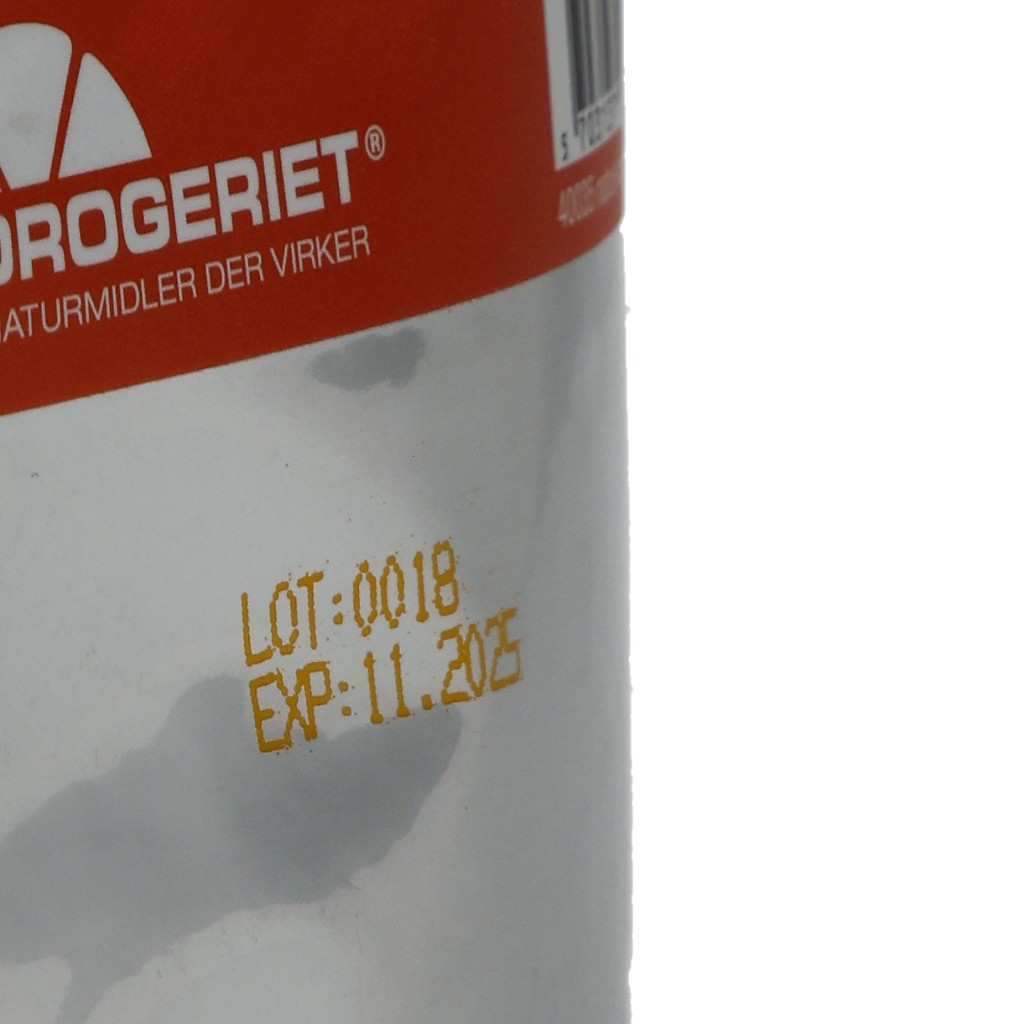 DROGERIET®
NATURMIDLER DER VIRKER
LOT:0018
EXP:11.2025